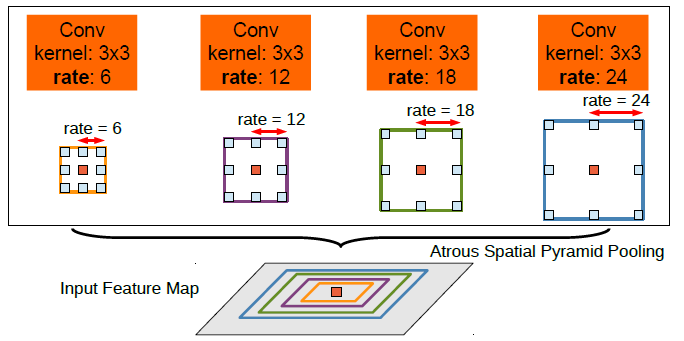 Conv
kernel: 3x3
rate: 6
Conv
kernel: 3x3
rate: 12
Conv
kernel: 3x3
rate: 18
Conv
kernel: 3x3
rate: 24
rate = 6
rate = 12
rate = 18
rate = 24
Atrous Spatial Pyramid Pooling
Input Feature Map